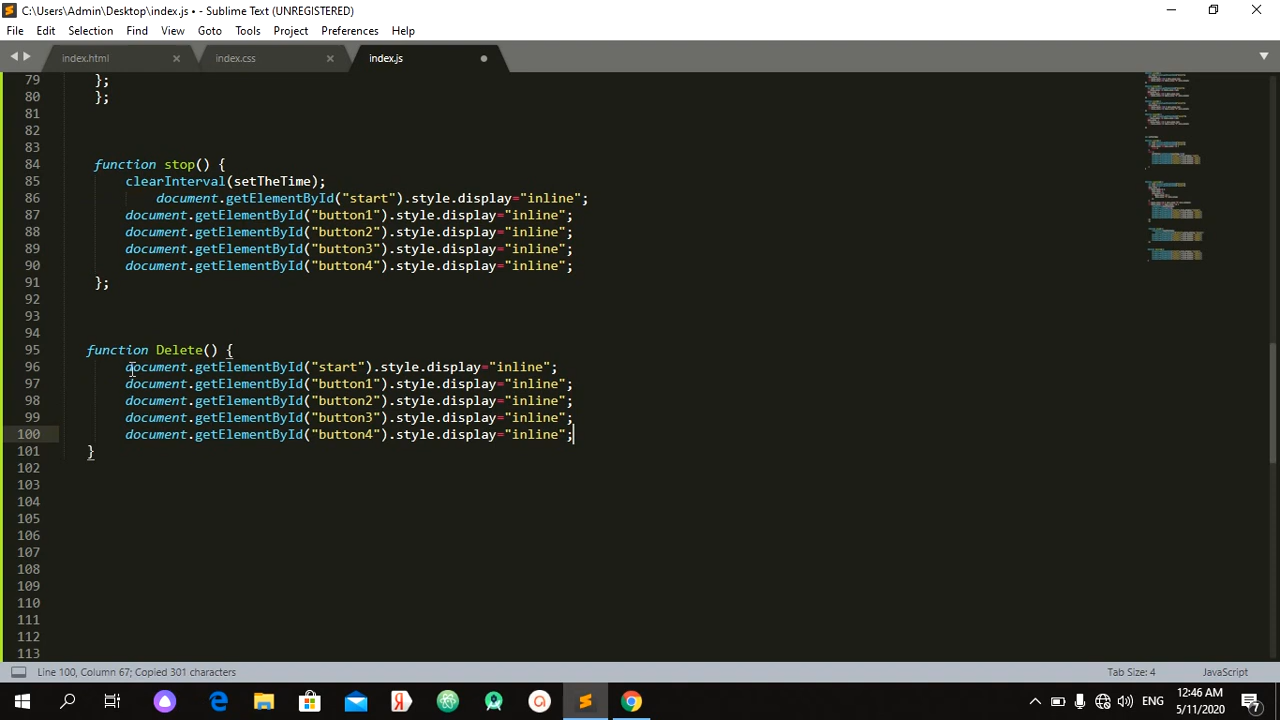 C:\Users\Admin\Desktop\index.js • - Sublime Text (UNREGISTERED)
File Edit Selection Find View Goto Tools Project Preferences Help
index.html index.css index.js
79 };
80 };
81
82
83
84 function stop() {
85 clearInterval(setTheTime);
86 document.getElementById("start").style.display="inline";
87 document.getElementById("button1").style.display="inline";
88 document.getElementById("button2").style.display="inline";
89 document.getElementById("button3").style.display="inline";
90 document.getElementById("button4").style.display="inline";
91 };
92
93
94
95 function Delete() {
96 document.getElementById("start").style.display="inline";
97 document.getElementById("button1").style.display="inline";
98 document.getElementById("button2").style.display="inline";
99 document.getElementById("button3").style.display="inline";
100 document.getElementById("button4").style.display="inline";
101 }
102
103
104
105
106
107
108
109
110
111
112
113
Line 100, Column 67; Copied 301 characters Tab Size: 4 JavaScript
ENG 12:46 AM
5/11/2020 7